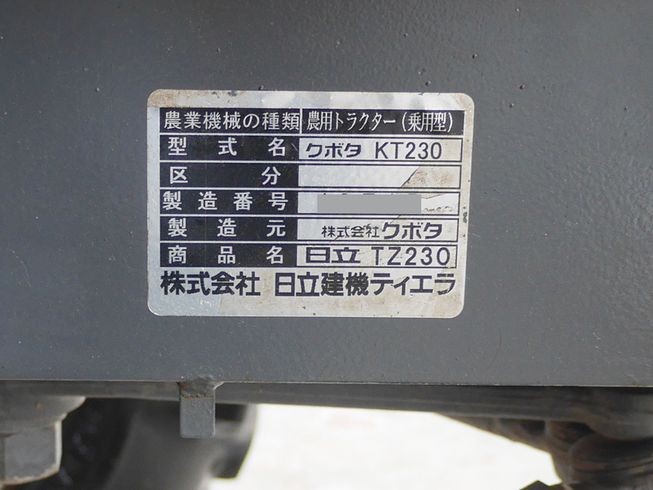 農業機械の種類 農用トラクター(乗用型)
型式名 クボタ KT230
区分
製造番号
製造元 株式会社クボタ
商品名 日立 TZ230
株式会社 日立建機ティエラ